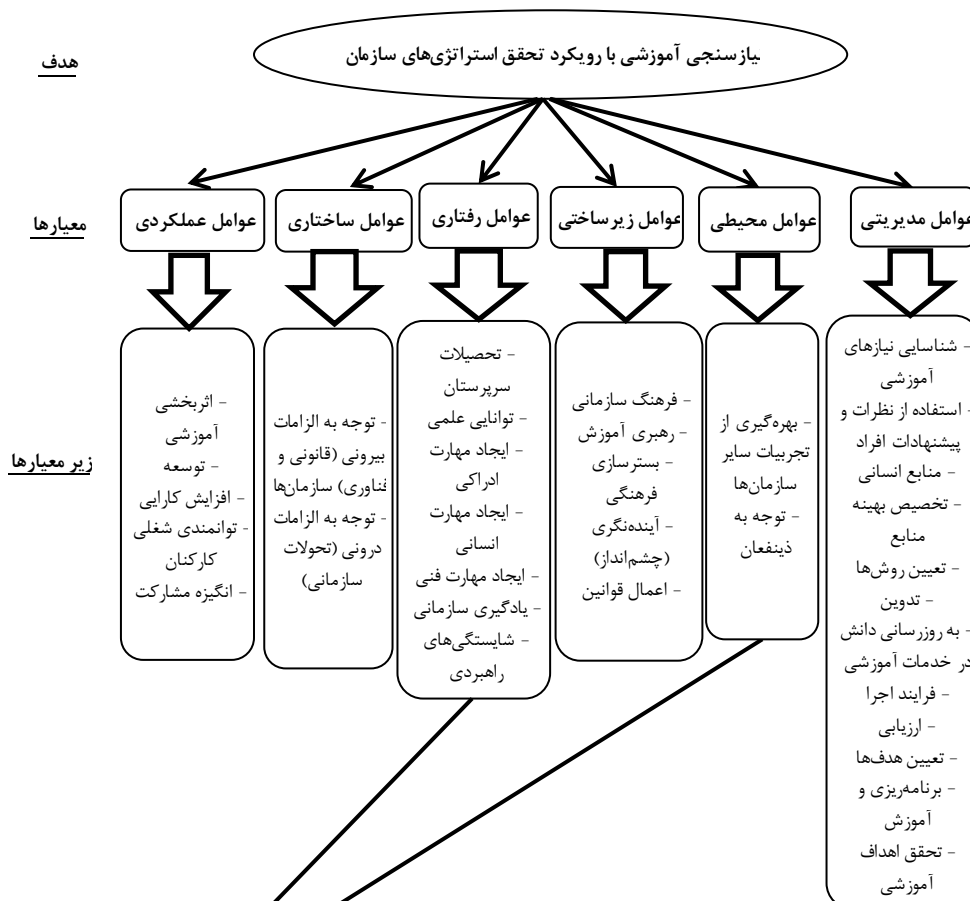 هدف
نیازسنجی آموزشی با رویکرد تحقق استراتژی‌های سازمان
معیارها
عوامل مدیریتی
عوامل محیطی
عوامل زیرساختی
عوامل رفتاری
عوامل ساختاری
عوامل عملکردی
زیر معیارها
- شناسایی نیازهای
آموزشی
- استفاده از نظرات و
پیشنهادات افراد
- منابع انسانی
- تخصیص بهینه
منابع
- تعیین روش‌ها
- تدوین
- به روزرسانی دانش
در خدمات آموزشی
- فرایند اجرا
- ارزیابی
- تعیین هدف‌ها
- برنامه‌ریزی و
آموزش
- تحقق اهداف
آموزشی
- بهره‌گیری از
تجربیات سایر
سازمان‌ها
- توجه به
ذینفعان
- فرهنگ سازمانی
- رهبری آموزش
- بسترسازی
فرهنگی
- آینده‌نگری
(چشم‌انداز)
- اعمال قوانین
- تحصیلات
سرپرستان
- توانایی علمی
- ایجاد مهارت
ادراکی
- ایجاد مهارت
انسانی
- ایجاد مهارت فنی
- یادگیری سازمانی
- شایستگی‌های
راهبردی
- توجه به الزامات
بیرونی (قانونی و
فناوری) سازمان‌ها
- توجه به الزامات
درونی (تحولات
سازمانی)
- اثربخشی
آموزشی
- توسعه
- افزایش کارایی
- توانمندی شغلی
کارکنان
- انگیزه مشارکت